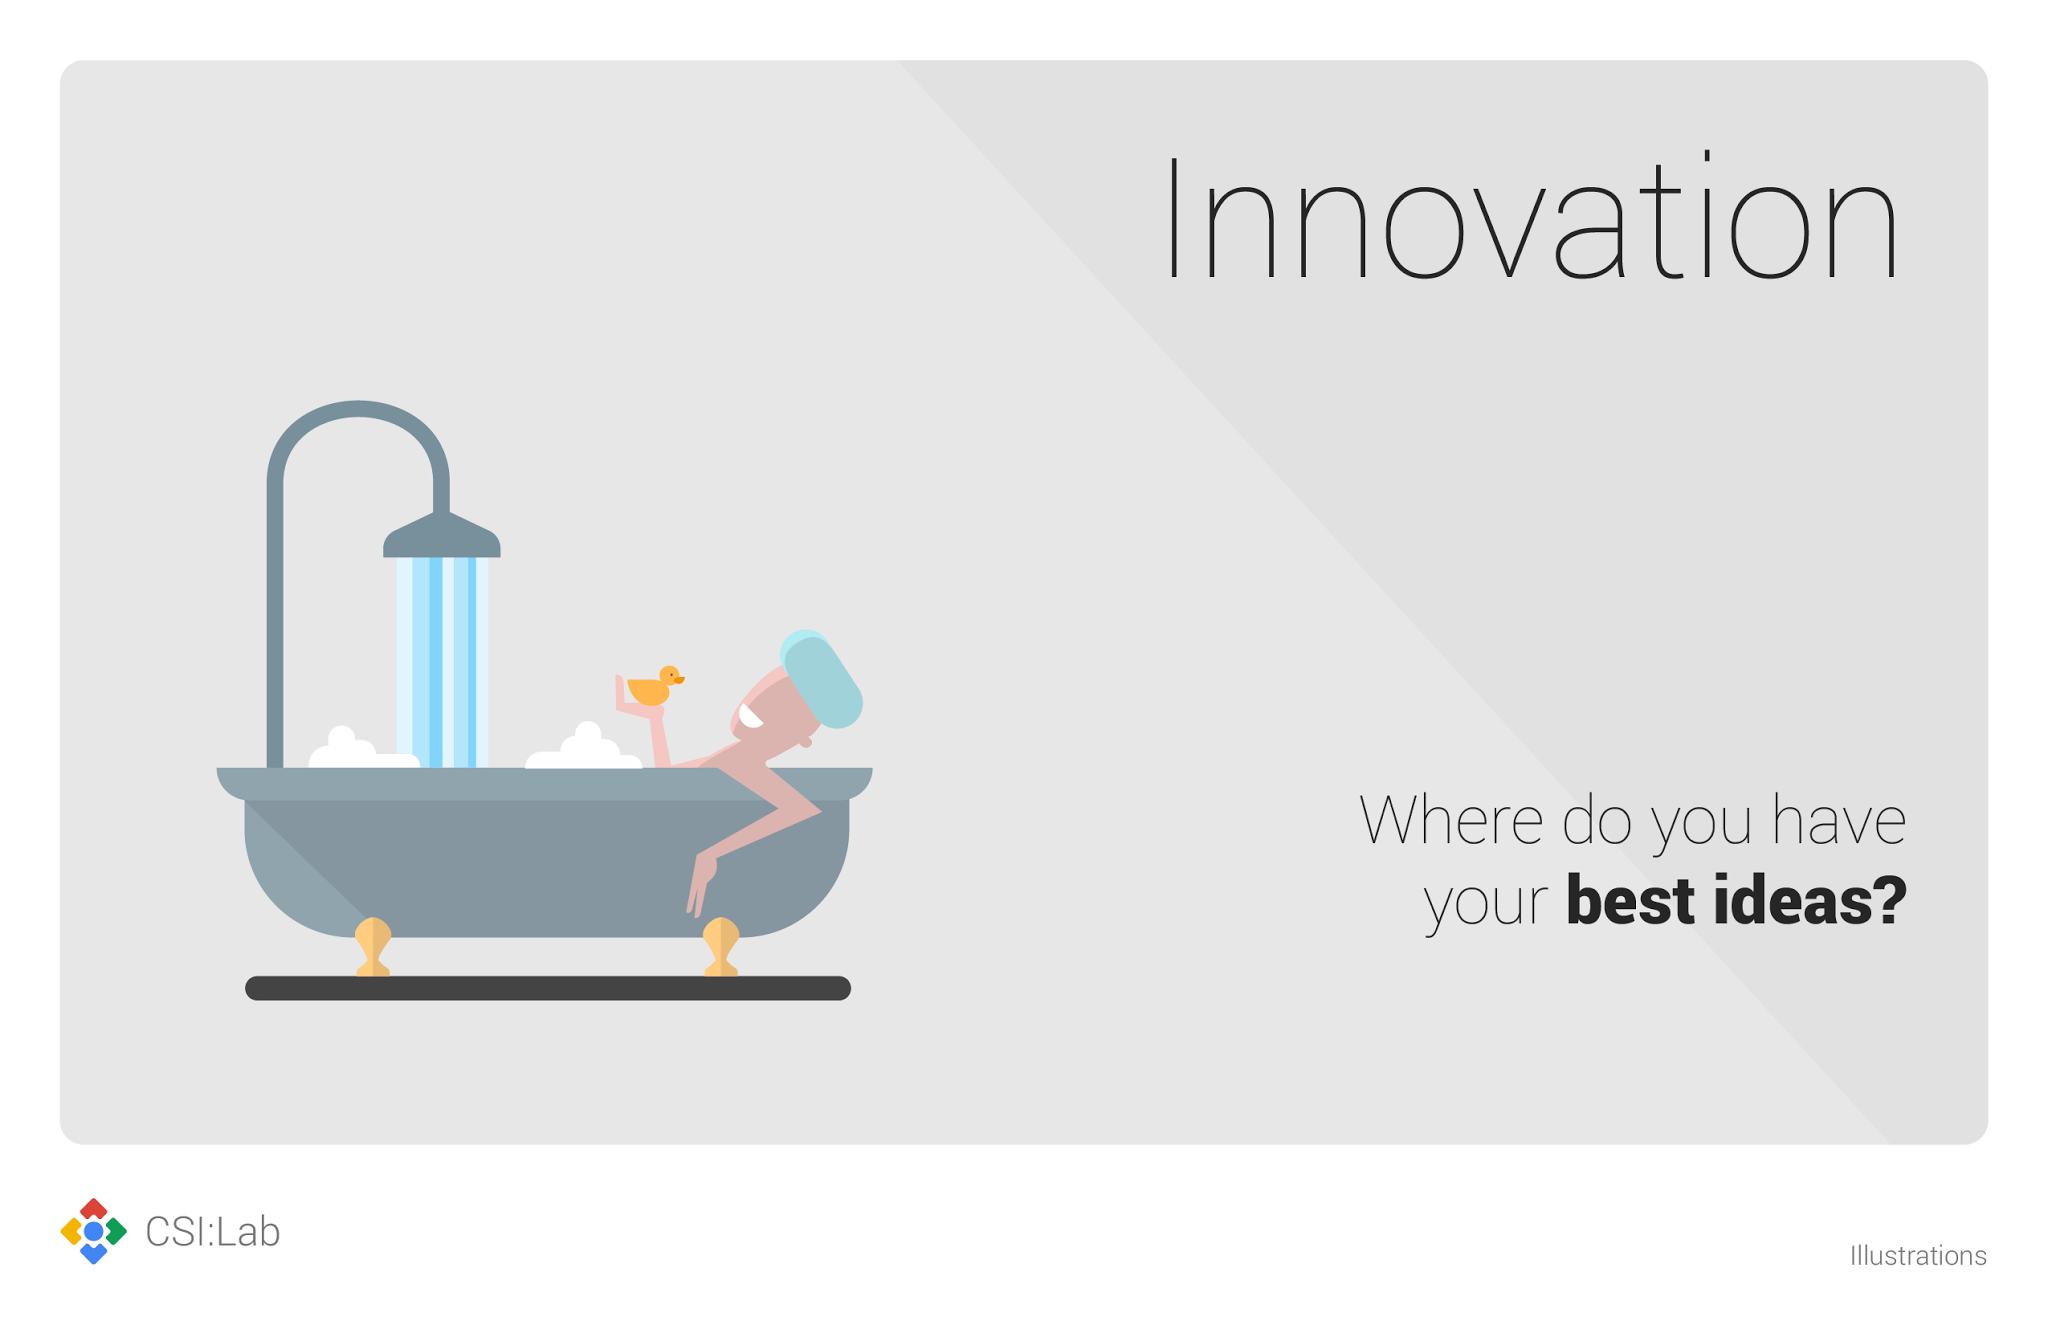 Innovation
Where do you have
your best ideas?
CSI:Lab
Illustrations